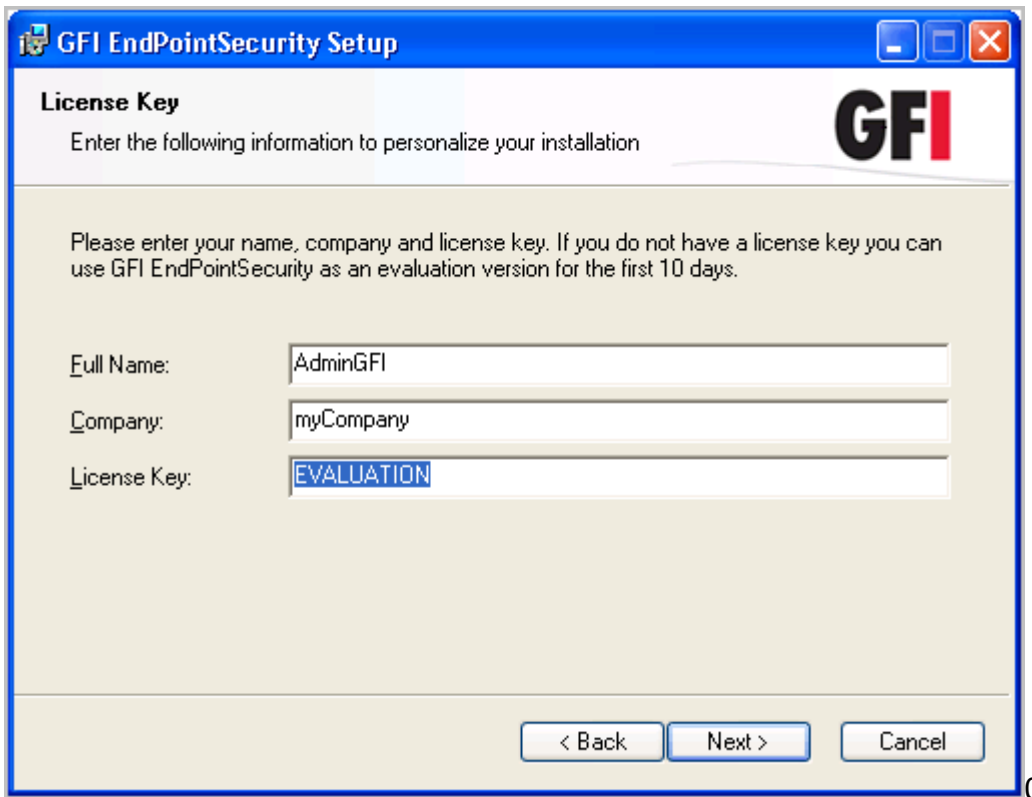 GFI EndPointSecurity Setup
License Key
Enter the following information to personalize your installation
GFI
Please enter your name, company and license key. If you do not have a license key you can
use GFI EndPointSecurity as an evaluation version for the first 10 days.
Full Name: AdminGFI
Company: myCompany
License Key: EVALUATION
< Back Next > Cancel